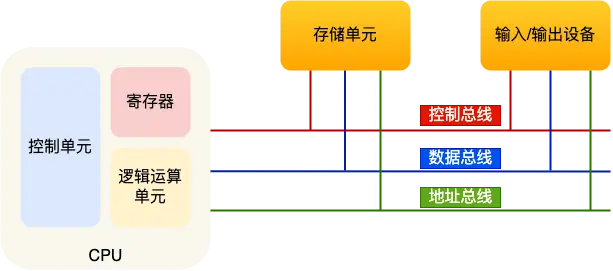 存储单元
输入/输出设备
寄存器
控制单元
逻辑运算
单元
CPU
控制总线
数据总线
地址总线